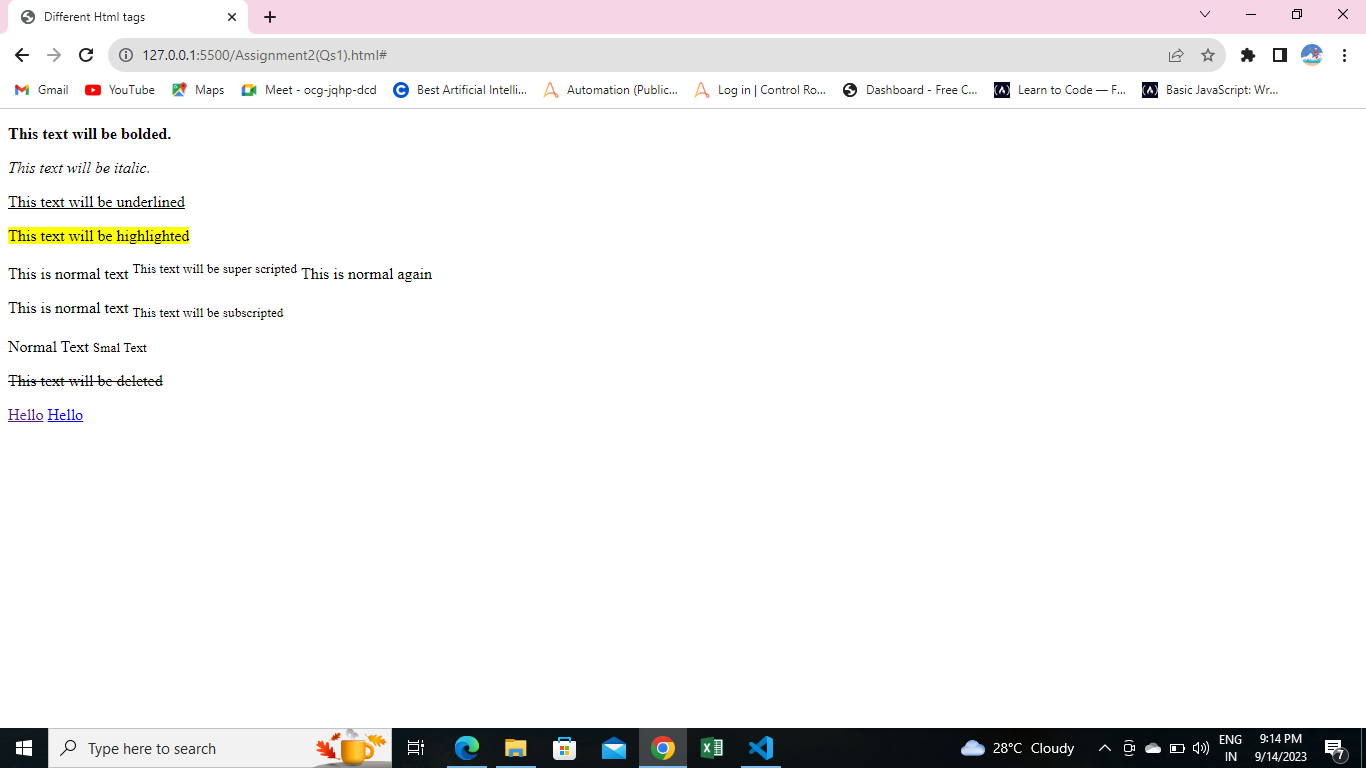 Different Html tags
127.0.0.1:5500/Assignment2(Qs1).html#
Gmail YouTube Maps Meet - ocg-jqhp-dcd Best Artificial Intelli... Automation (Public... Log in | Control Ro... Dashboard - Free C... Learn to Code — F... Basic JavaScript: Wr...
This text will be bolded.
This text will be italic.
This text will be underlined
This text will be highlighted
This is normal text This text will be super scripted This is normal again
This is normal text This text will be subscripted
Normal Text Smal Text
This text will be deleted
Hello Hello
Type here to search 28°C Cloudy ENG 9:14 PM
IN 9/14/2023 7